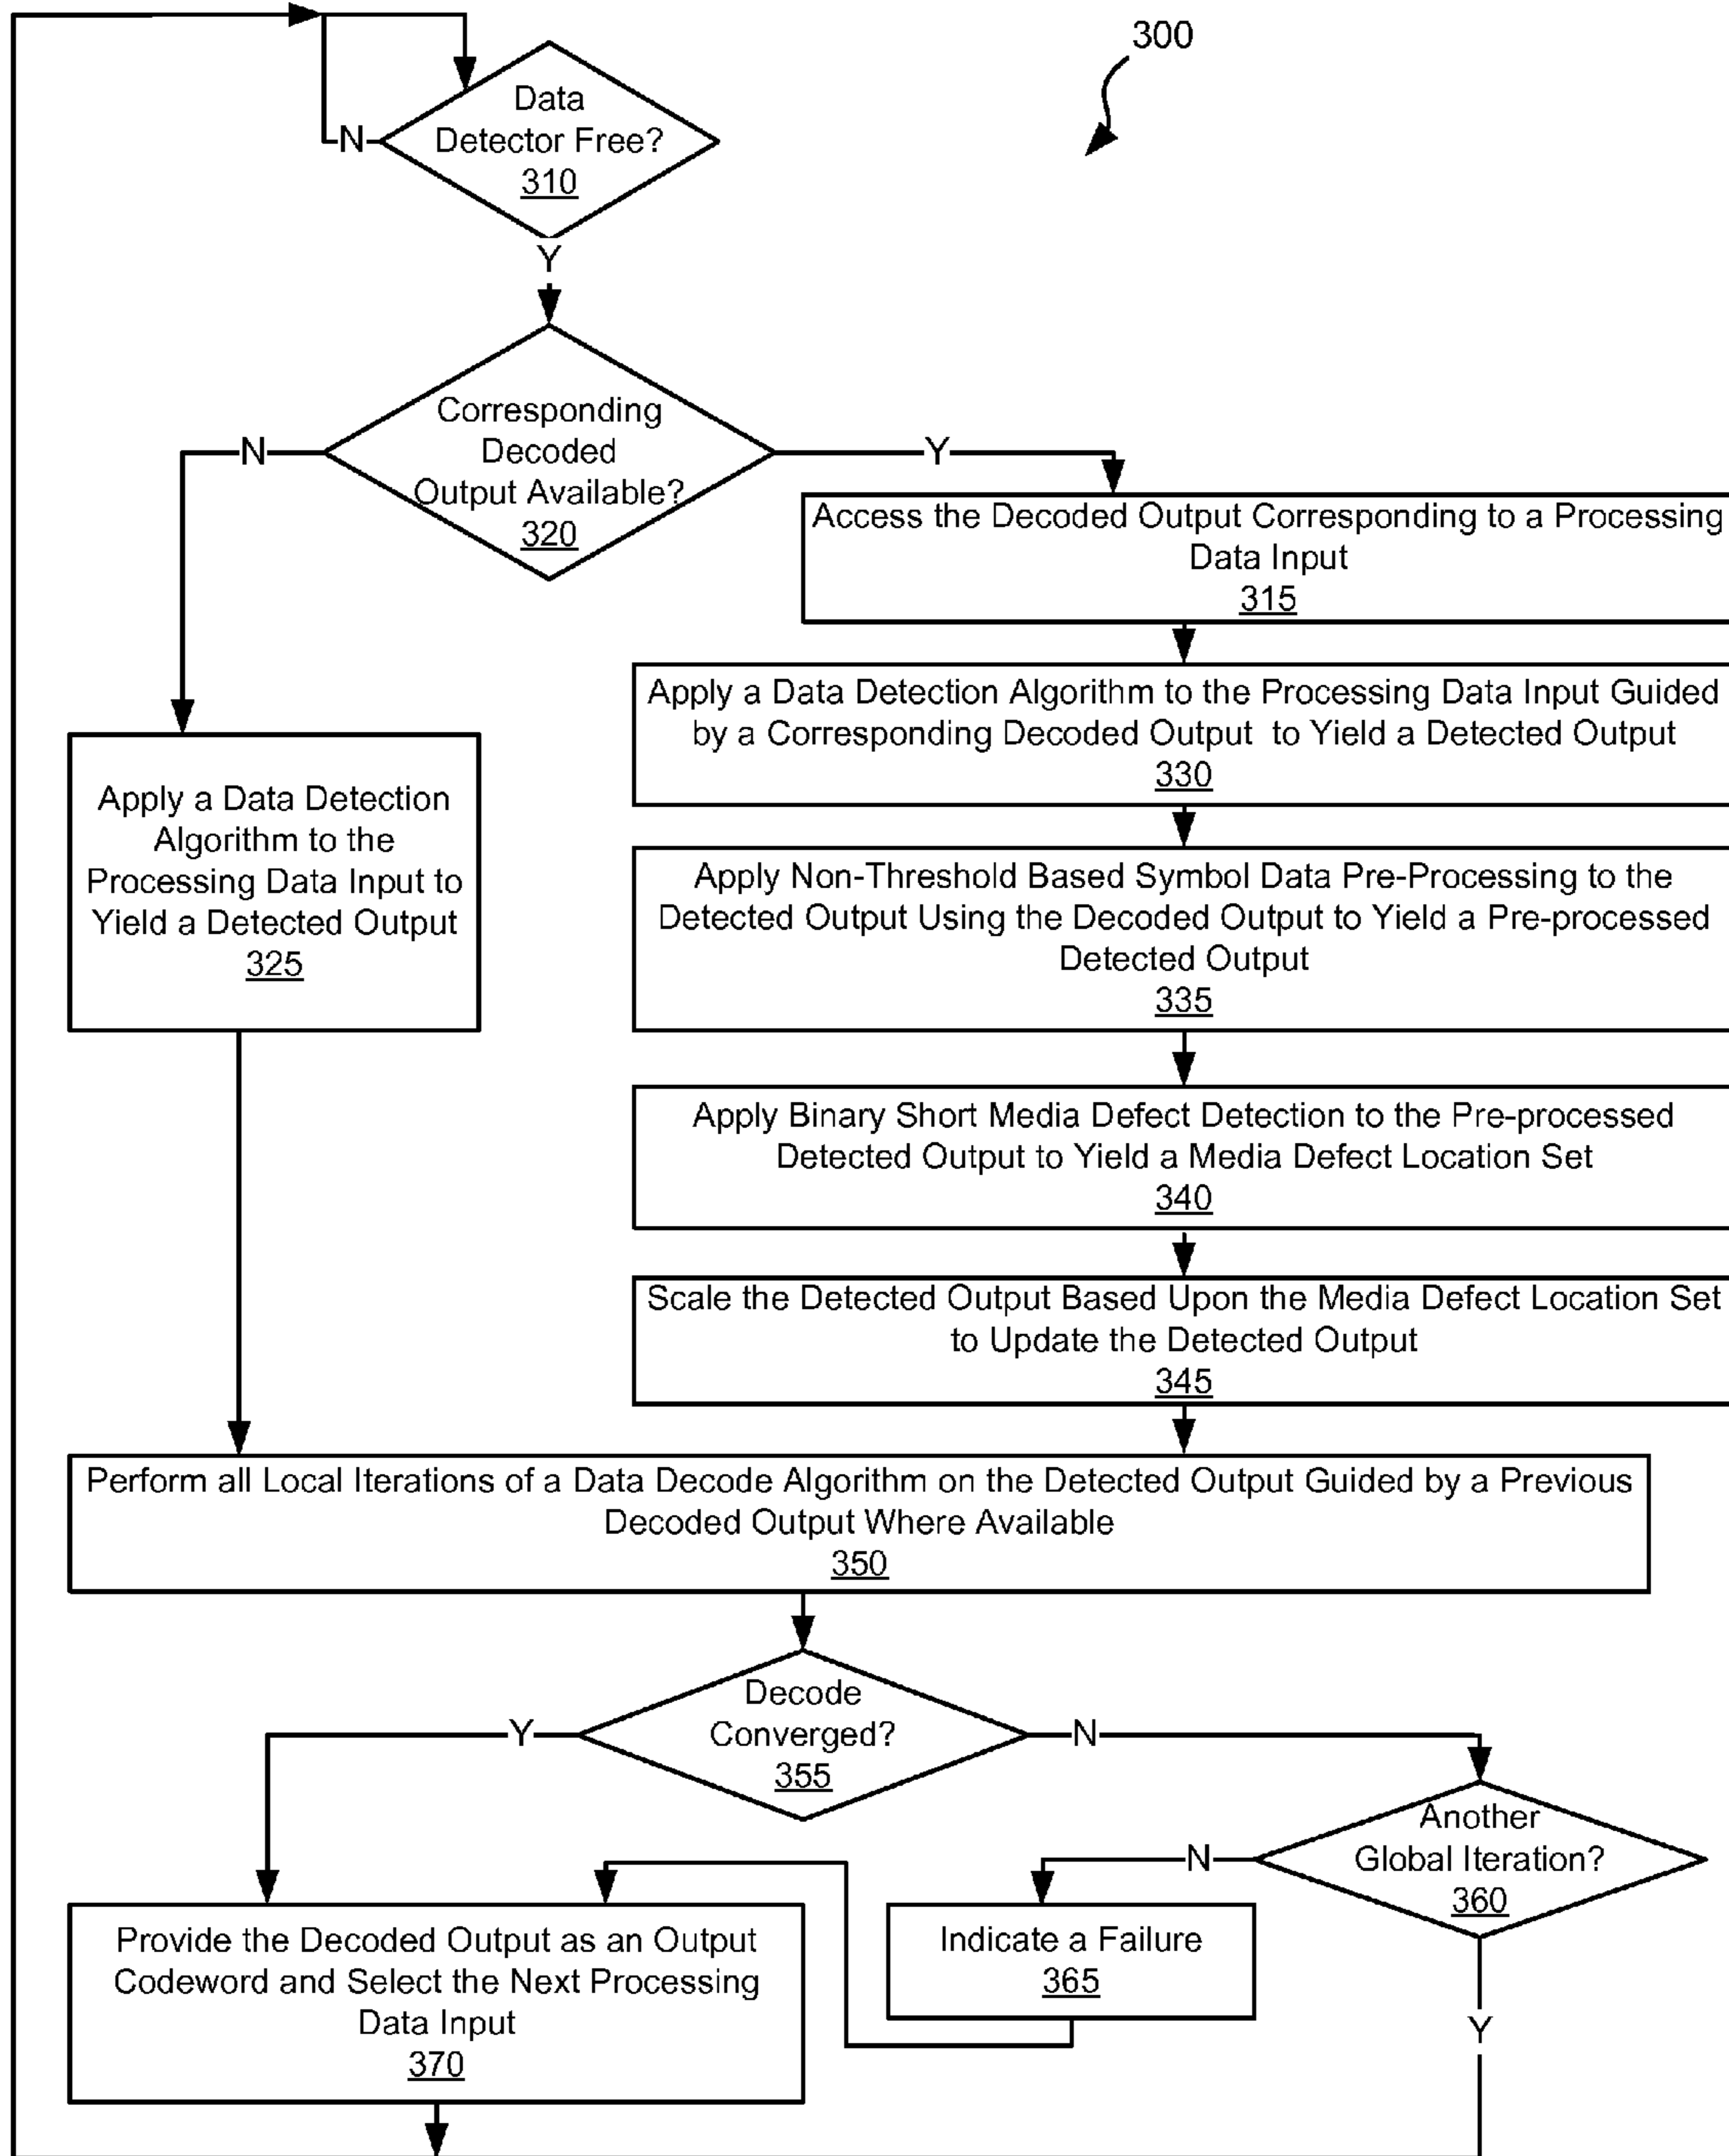 300
Data
Detector Free?
310
N
Y
Corresponding
Decoded
Output Available?
320
N
Y
Access the Decoded Output Corresponding to a Processing
Data Input
315
Apply a Data Detection Algorithm to the Processing Data Input Guided
by a Corresponding Decoded Output to Yield a Detected Output
330
Apply a Data Detection
Algorithm to the
Processing Data Input to
Yield a Detected Output
325
Apply Non-Threshold Based Symbol Data Pre-Processing to the
Detected Output Using the Decoded Output to Yield a Pre-processed
Detected Output
335
Apply Binary Short Media Defect Detection to the Pre-processed
Detected Output to Yield a Media Defect Location Set
340
Scale the Detected Output Based Upon the Media Defect Location Set
to Update the Detected Output
345
Perform all Local Iterations of a Data Decode Algorithm on the Detected Output Guided by a Previous
Decoded Output Where Available
350
Decode
Converged?
355
Y
N
Another
Global Iteration?
360
N
Y
Indicate a Failure
365
Provide the Decoded Output as an Output
Codeword and Select the Next Processing
Data Input
370